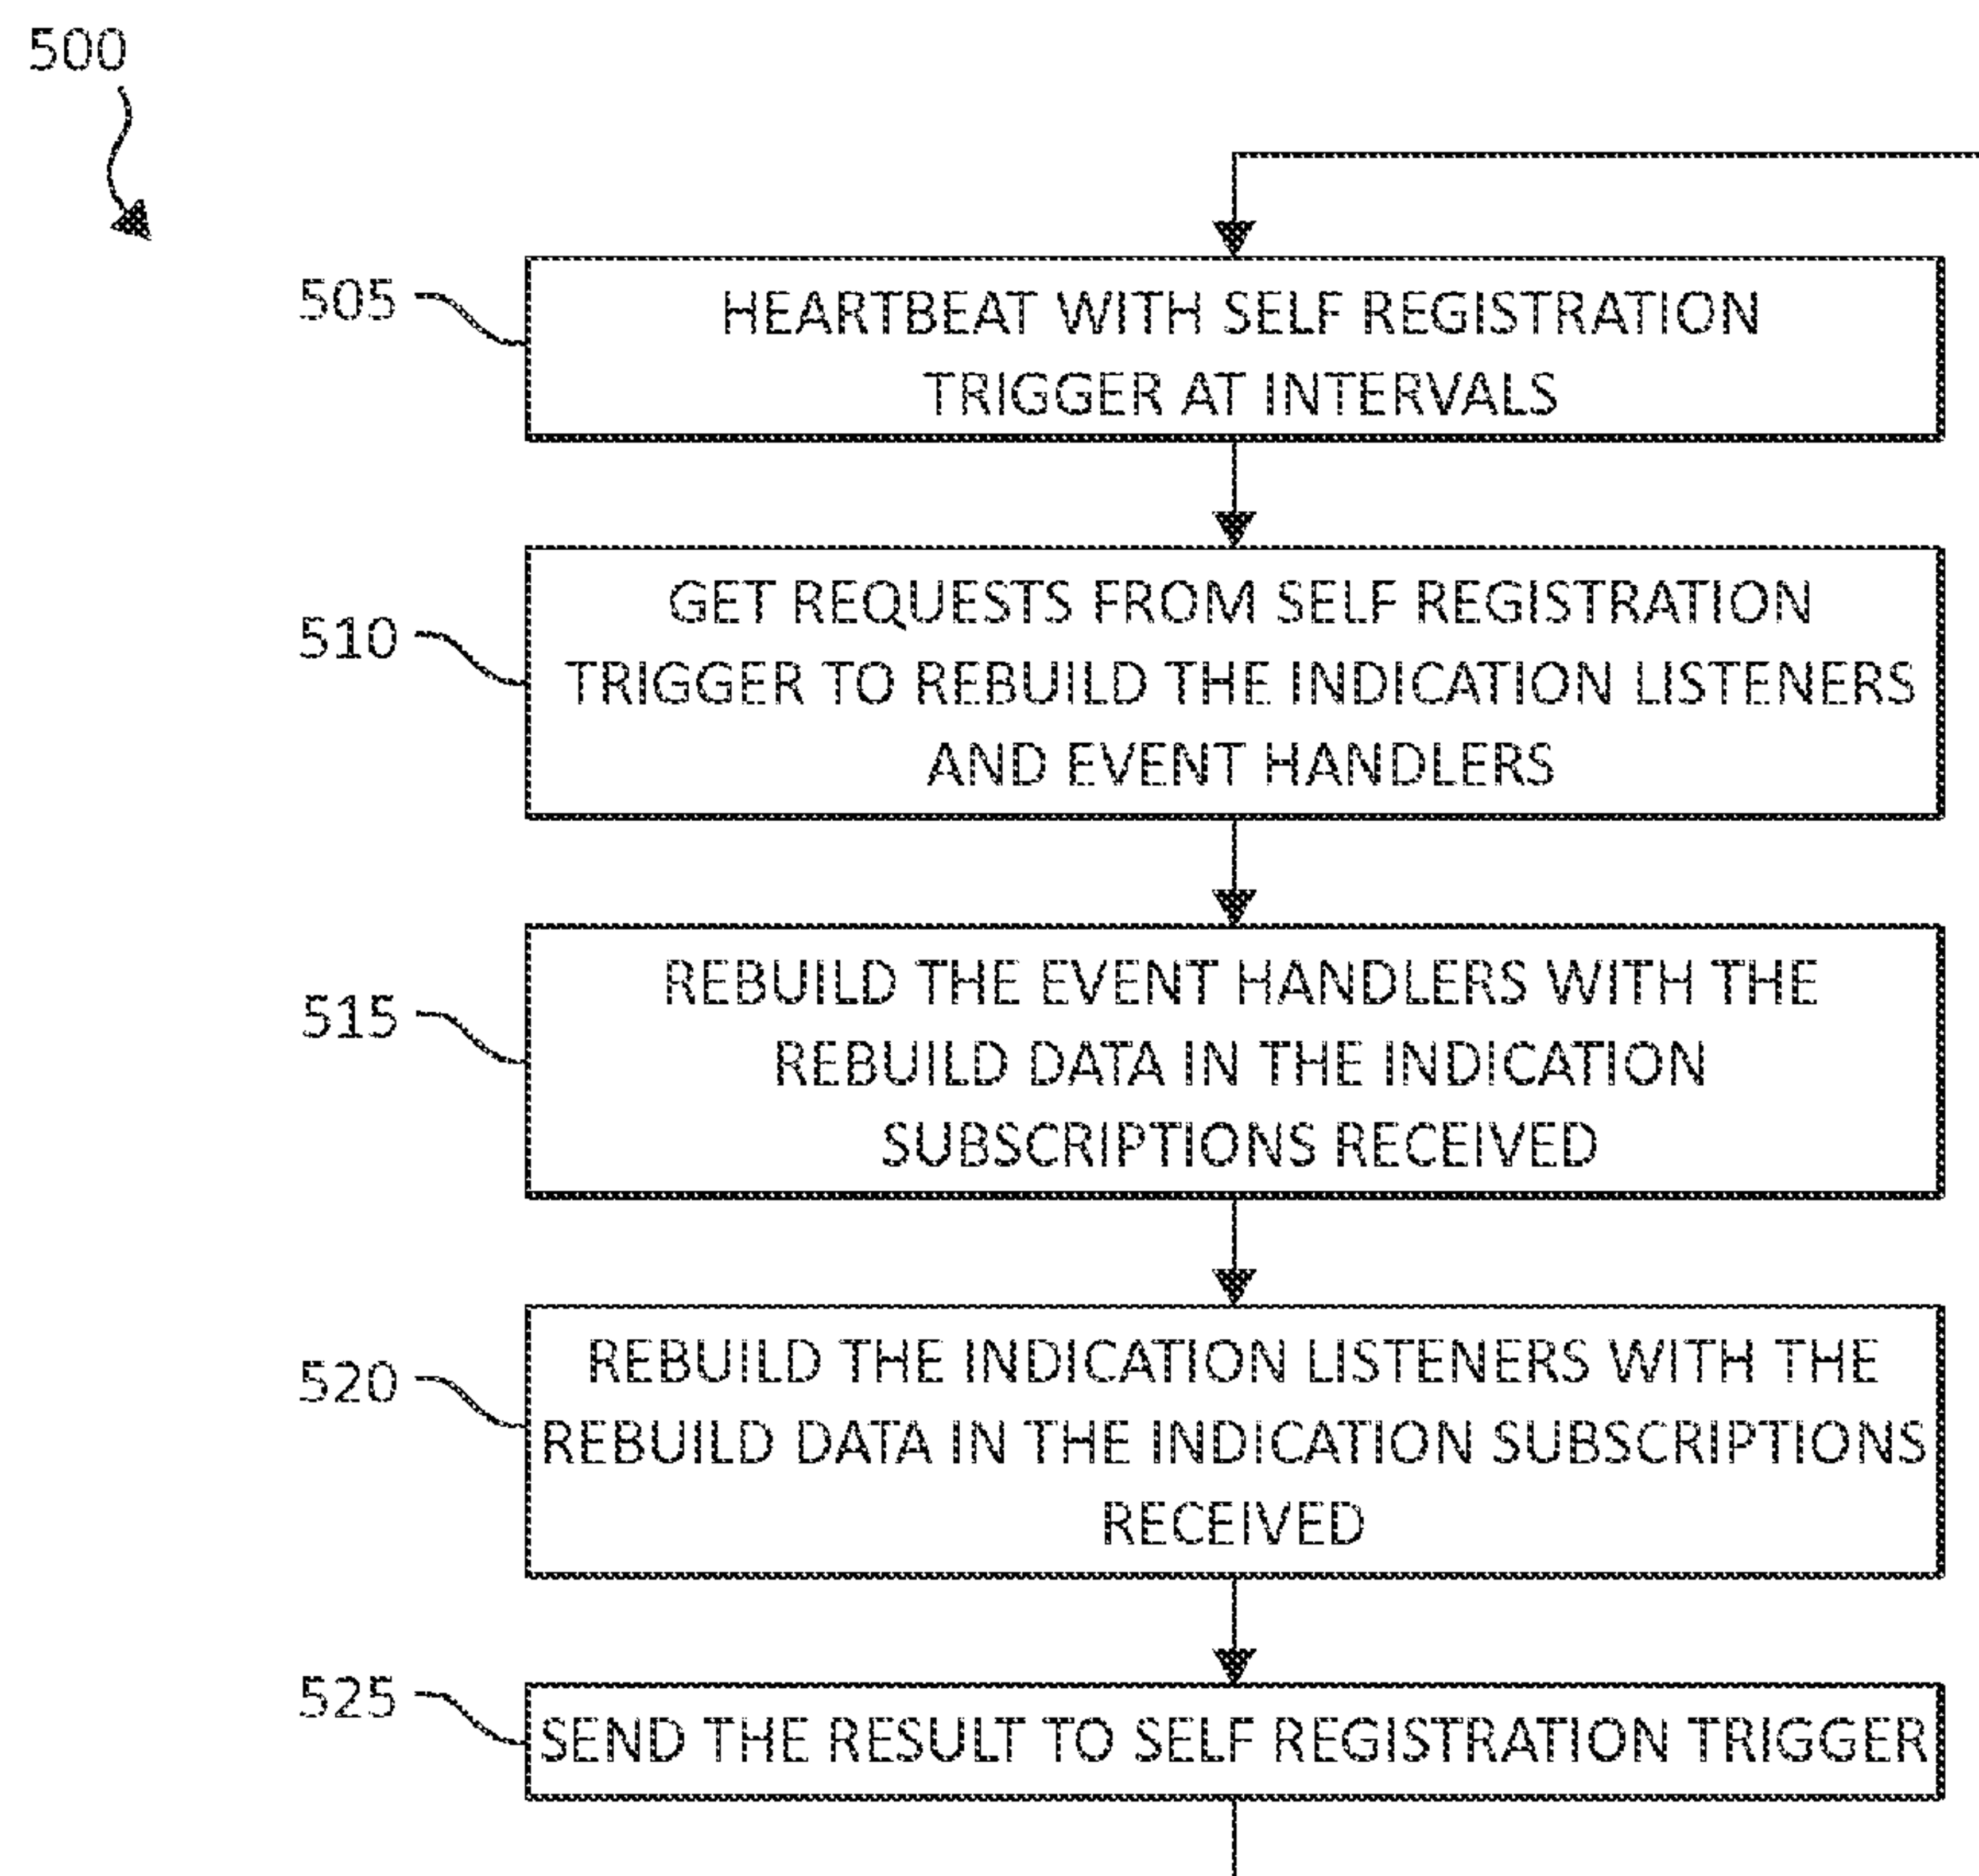 500
505
HEARTBEAT WITH SELF REGISTRATION
TRIGGER AT INTERVALS
510
GET REQUESTS FROM SELF REGISTRATION
TRIGGER TO REBUILD THE INDICATION LISTENERS
AND EVENT HANDLERS
515
REBUILD THE EVENT HANDLERS WITH THE
REBUILD DATA IN THE INDICATION
SUBSCRIPTIONS RECEIVED
520
REBUILD THE INDICATION LISTENERS WITH THE
REBUILD DATA IN THE INDICATION SUBSCRIPTIONS
RECEIVED
525
SEND THE RESULT TO SELF REGISTRATION TRIGGER